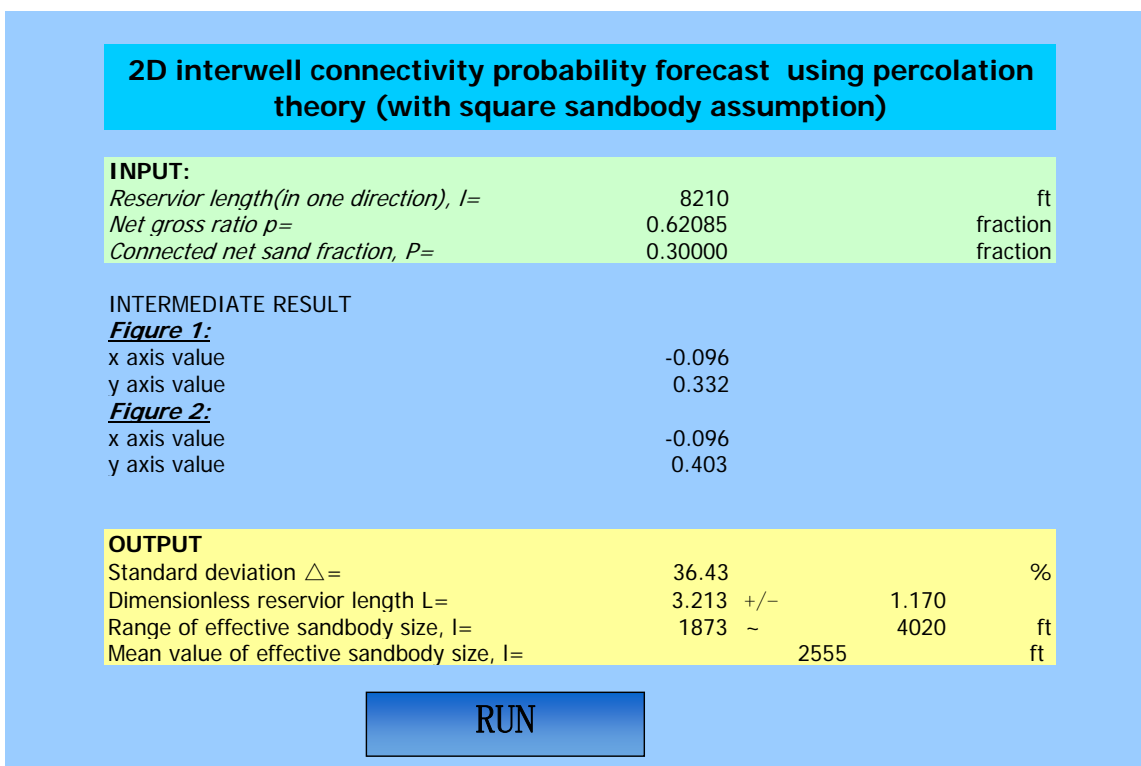 2D interwell connectivity probability forecast using percolation
theory (with square sandbody assumption)
INPUT:
Reservior length(in one direction), l= 8210 ft
Net gross ratio p= 0.62085 fraction
Connected net sand fraction, P= 0.30000 fraction
INTERMEDIATE RESULT
Figure 1:
x axis value -0.096
y axis value 0.332
Figure 2:
x axis value -0.096
y axis value 0.403
OUTPUT
Standard deviation △= 36.43 %
Dimensionless reservior length L= 3.213 +/- 1.170
Range of effective sandbody size, l= 1873 ~ 4020 ft
Mean value of effective sandbody size, l= 2555 ft
RUN